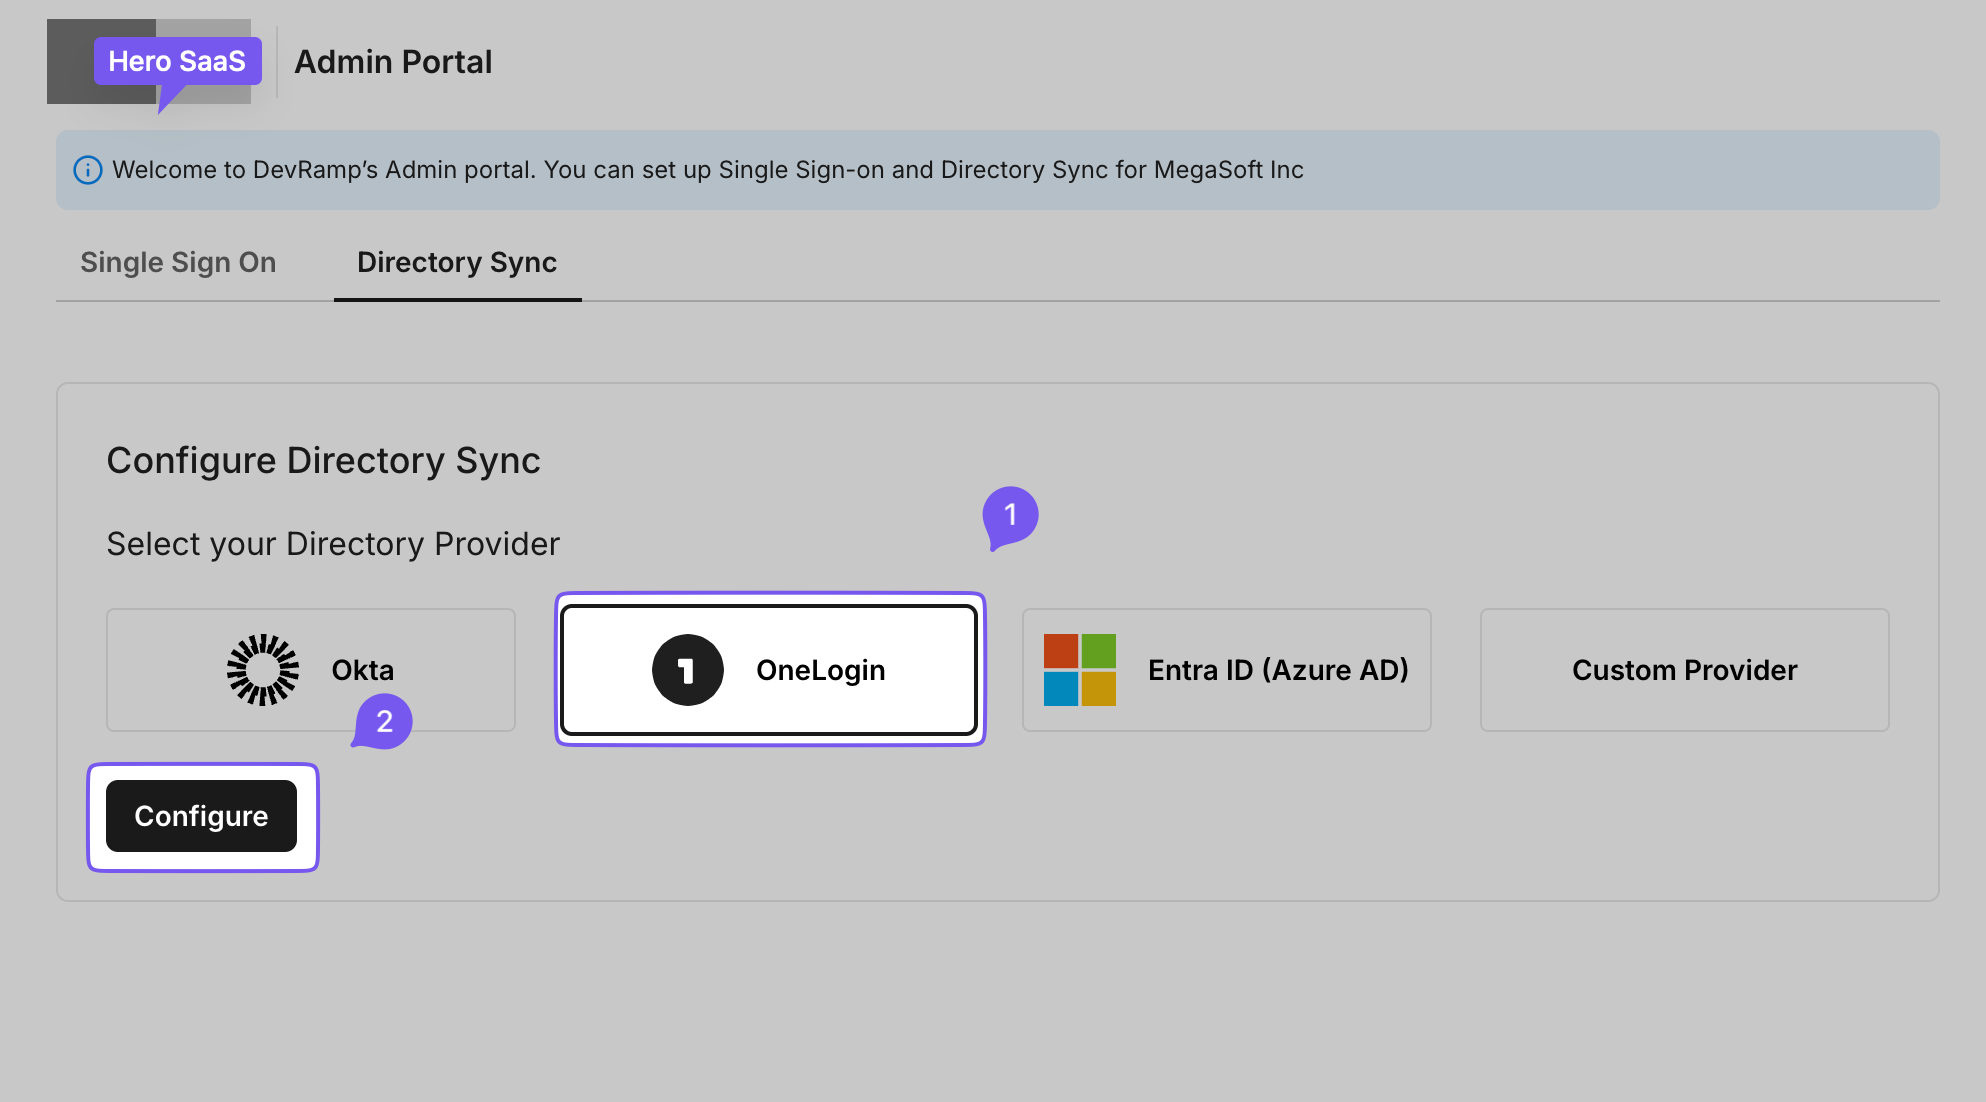 Hero SaaS
Admin Portal
Welcome to DevRamp’s Admin portal. You can set up Single Sign-on and Directory Sync for MegaSoft Inc
Single Sign On
Directory Sync
Configure Directory Sync
1
Select your Directory Provider
Okta
OneLogin
Entra ID (Azure AD)
Custom Provider
2
Configure